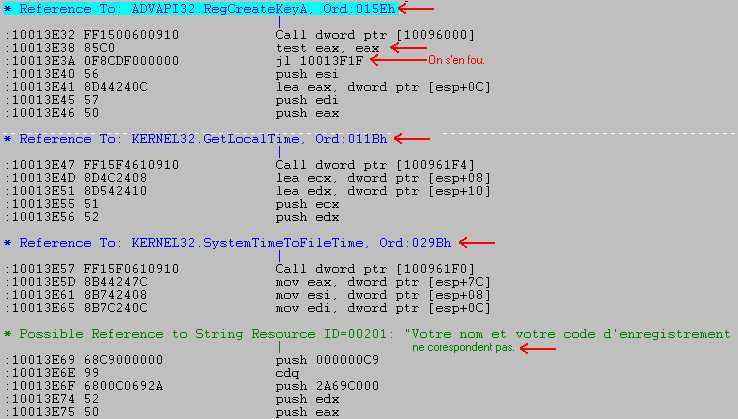 * Reference To: ADVAPI32.RegCreateKeyA, Ord:015Eh
|
:10013E32 FF1500600910 Call dword ptr [10096000]
:10013E38 85C0 test eax, eax
:10013E3A 0F8CDF000000 jl 10013F1F On s'en fou.
:10013E40 56 push esi
:10013E41 8D44240C lea eax, dword ptr [esp+0C]
:10013E45 57 push edi
:10013E46 50 push eax
* Reference To: KERNEL32.GetLocalTime, Ord:011Bh
|
:10013E47 FF15F4610910 Call dword ptr [100961F4]
:10013E4D 8D4C2408 lea ecx, dword ptr [esp+08]
:10013E51 8D542410 lea edx, dword ptr [esp+10]
:10013E55 51 push ecx
:10013E56 52 push edx
* Reference To: KERNEL32.SystemTimeToFileTime, Ord:029Bh
|
:10013E57 FF15F0610910 Call dword ptr [100961F0]
:10013E5D 8B44247C mov eax, dword ptr [esp+7C]
:10013E61 8B742408 mov esi, dword ptr [esp+08]
:10013E65 8B7C240C mov edi, dword ptr [esp+0C]
* Possible Reference to String Resource ID=00201: "Votre nom et votre code d'enregistrement
| ne corespondent pas.
:10013E69 68C9000000 push 000000C9
:10013E6E 99 cdq
:10013E6F 6800C0692A push 2A69C000
:10013E74 52 push edx
:10013E75 50 push eax